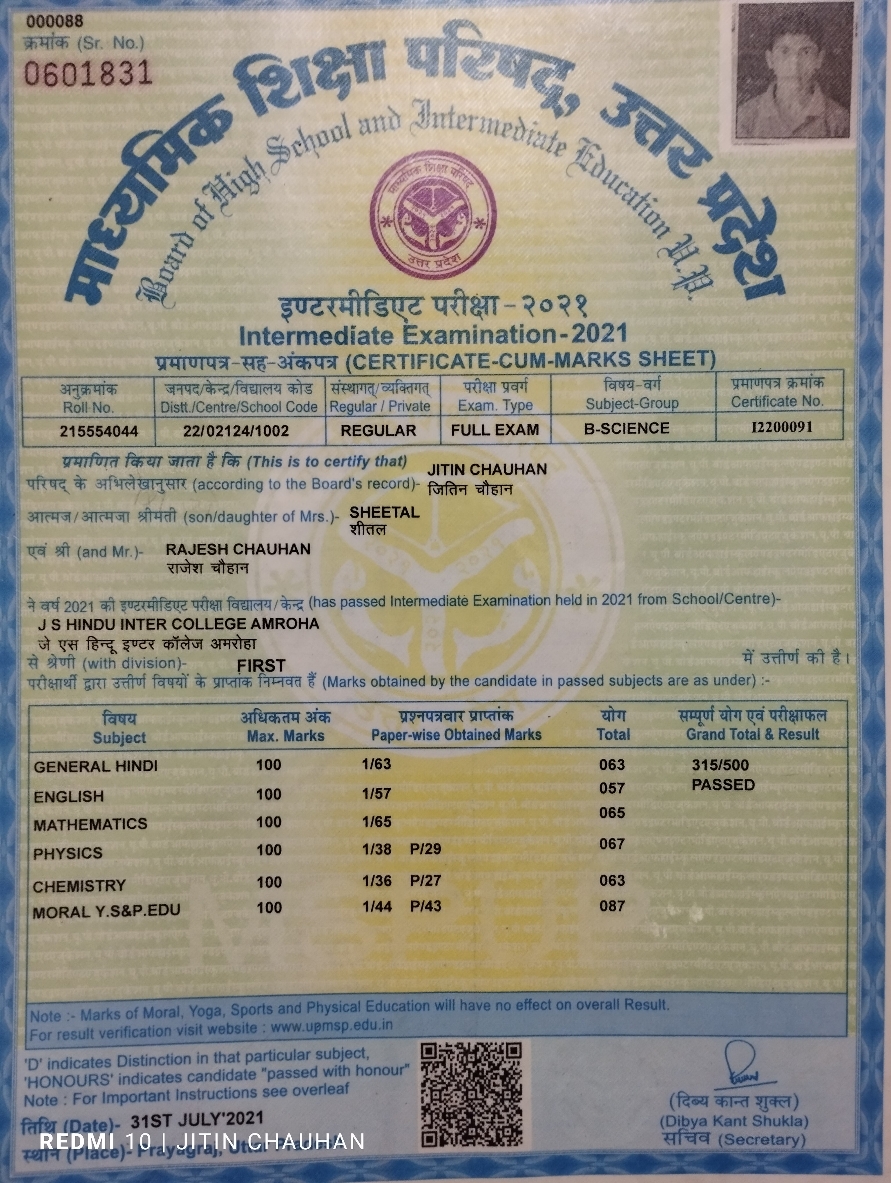 000088
क्रमांक (Sr. No.)
0601831
माध्यमिक शिक्षा परिषद्, उत्तर प्रदेश
Board of High School and Intermediate Education U.P.
माध्यमिक शिक्षा परिषद
उत्तर प्रदेश
इण्टरमीडिएट परीक्षा-२०२१
Intermediate Examination-2021
प्रमाणपत्र-सह-अंकपत्र (CERTIFICATE-CUM-MARKS SHEET)
अनुक्रमांक जनपद/केन्द्र/विद्यालय कोड संस्थागत्/व्यक्तिगत् परीक्षा प्रवर्ग विषय-वर्ग प्रमाणपत्र क्रमांक
Roll No. Distt./Centre/School Code Regular / Private Exam. Type Subject-Group Certificate No.
215554044 22/02124/1002 REGULAR FULL EXAM B-SCIENCE I2200091
प्रमाणित किया जाता है कि (This is to certify that)
JITIN CHAUHAN
परिषद् के अभिलेखानुसार (according to the Board's record)- जितिन चौहान
आत्मज/आत्मजा श्रीमती (son/daughter of Mrs.)- SHEETAL
शीतल
एवं श्री (and Mr.)- RAJESH CHAUHAN
राजेश चौहान
ने वर्ष 2021 की इण्टरमीडिएट परीक्षा विद्यालय/केन्द्र (has passed Intermediate Examination held in 2021 from School/Centre)-
J S HINDU INTER COLLEGE AMROHA
जे एस हिन्दू इण्टर कॉलेज अमरोहा
से श्रेणी (with division)- FIRST में उत्तीर्ण की है।
परीक्षार्थी द्वारा उत्तीर्ण विषयों के प्राप्तांक निम्नवत हैं (Marks obtained by the candidate in passed subjects are as under) :-
विषय अधिकतम अंक प्रश्नपत्रवार प्राप्तांक योग सम्पूर्ण योग एवं परीक्षाफल
Subject Max. Marks Paper-wise Obtained Marks Total Grand Total & Result
GENERAL HINDI 100 1/63 063 315/500
PASSED
ENGLISH 100 1/57 057
MATHEMATICS 100 1/65 065
PHYSICS 100 1/38 P/29 067
CHEMISTRY 100 1/36 P/27 063
MORAL Y.S&P.EDU 100 1/44 P/43 087
Note :- Marks of Moral, Yoga, Sports and Physical Education will have no effect on overall Result.
For result verification visit website : www.upmsp.edu.in
'D' indicates Distinction in that particular subject,
'HONOURS' indicates candidate "passed with honour"
Note : For Important Instructions see overleaf
(दिब्य कान्त शुक्ल)
(Dibya Kant Shukla)
सचिव (Secretary)
तिथि (Date)- 31ST JULY'2021
REDMI 10 | JITIN CHAUHAN
स्थान (Place)- Prayagraj,